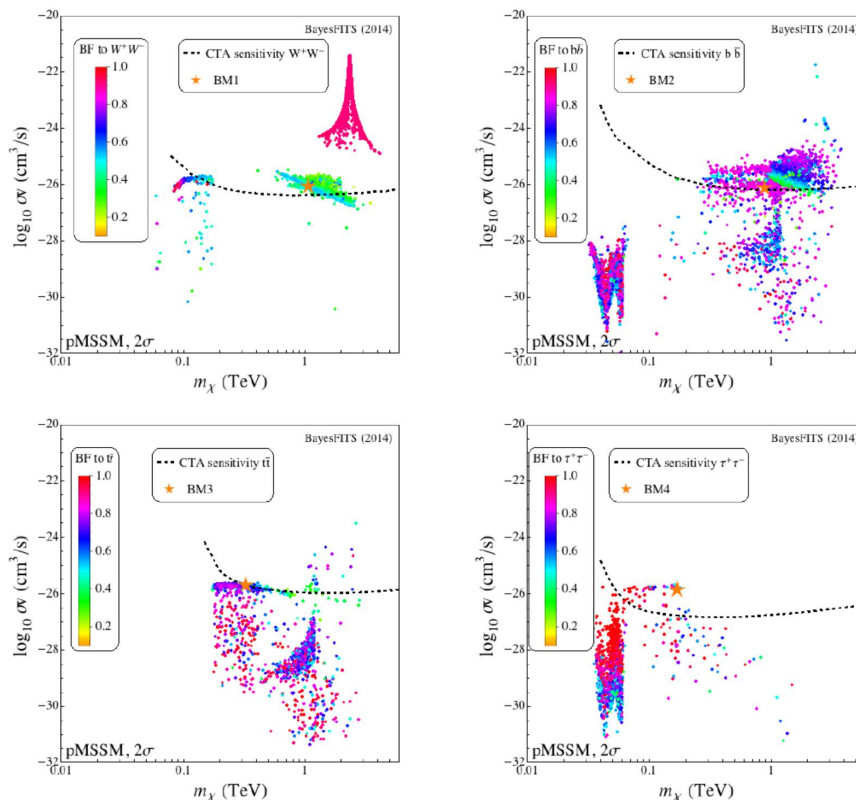 BayesFITS (2014)
BF to W⁺W⁻
1.0
0.8
0.6
0.4
0.2
CTA sensitivity W⁺W⁻
BM1
−20
−22
−24
−26
−28
−30
−32
log₁₀ σv (cm³/s)
pMSSM, 2σ
0.01
0.1
1
mχ (TeV)
BayesFITS (2014)
BF to bb̄
1.0
0.8
0.6
0.4
0.2
CTA sensitivity b b̄
BM2
−20
−22
−24
−26
−28
−30
−32
log₁₀ σv (cm³/s)
pMSSM, 2σ
0.01
0.1
1
mχ (TeV)
BayesFITS (2014)
BF to tt̄
1.0
0.8
0.6
0.4
0.2
CTA sensitivity tt̄
BM3
−20
−22
−24
−26
−28
−30
−32
log₁₀ σv (cm³/s)
pMSSM, 2σ
0.01
0.1
1
mχ (TeV)
BayesFITS (2014)
BF to τ⁺τ⁻
1.0
0.8
0.6
0.4
0.2
CTA sensitivity τ⁺τ⁻
BM4
−20
−22
−24
−26
−28
−30
−32
log₁₀ σv (cm³/s)
pMSSM, 2σ
0.01
0.1
1
mχ (TeV)